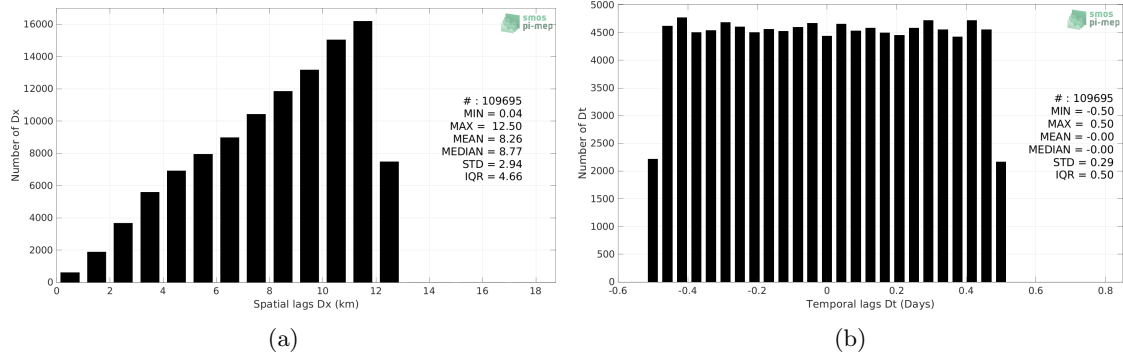 16000
14000
12000
10000
8000
6000
4000
2000
0
Number of Dx
smos
pi-mep
# : 109695
MIN = 0.04
MAX = 12.50
MEAN = 8.26
MEDIAN = 8.77
STD = 2.94
IQR = 4.66
0 2 4 6 8 10 12 14 16 18
Spatial lags Dx (km)
(a)
5000
4500
4000
3500
3000
2500
2000
1500
1000
500
0
Number of Dt
smos
pi-mep
# : 109695
MIN = -0.50
MAX = 0.50
MEAN = -0.00
MEDIAN = -0.00
STD = 0.29
IQR = 0.50
-0.6 -0.4 -0.2 0 0.2 0.4 0.6 0.8
Temporal lags Dt (Days)
(b)